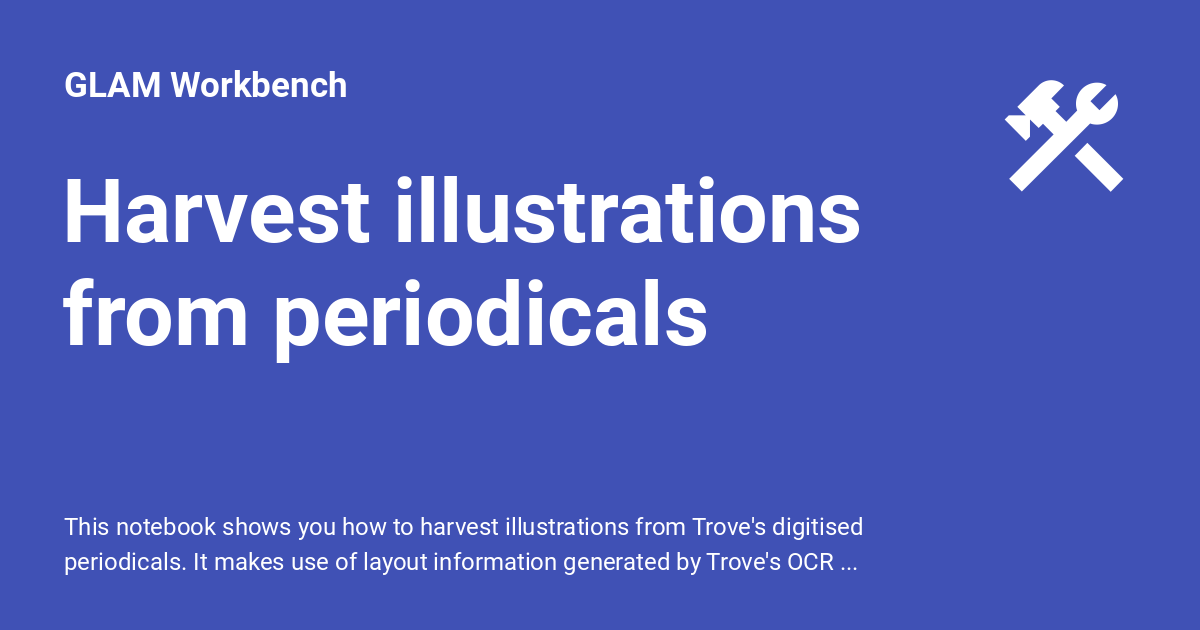 GLAM Workbench
Harvest illustrations
from periodicals
This notebook shows you how to harvest illustrations from Trove's digitised
periodicals. It makes use of layout information generated by Trove's OCR ...